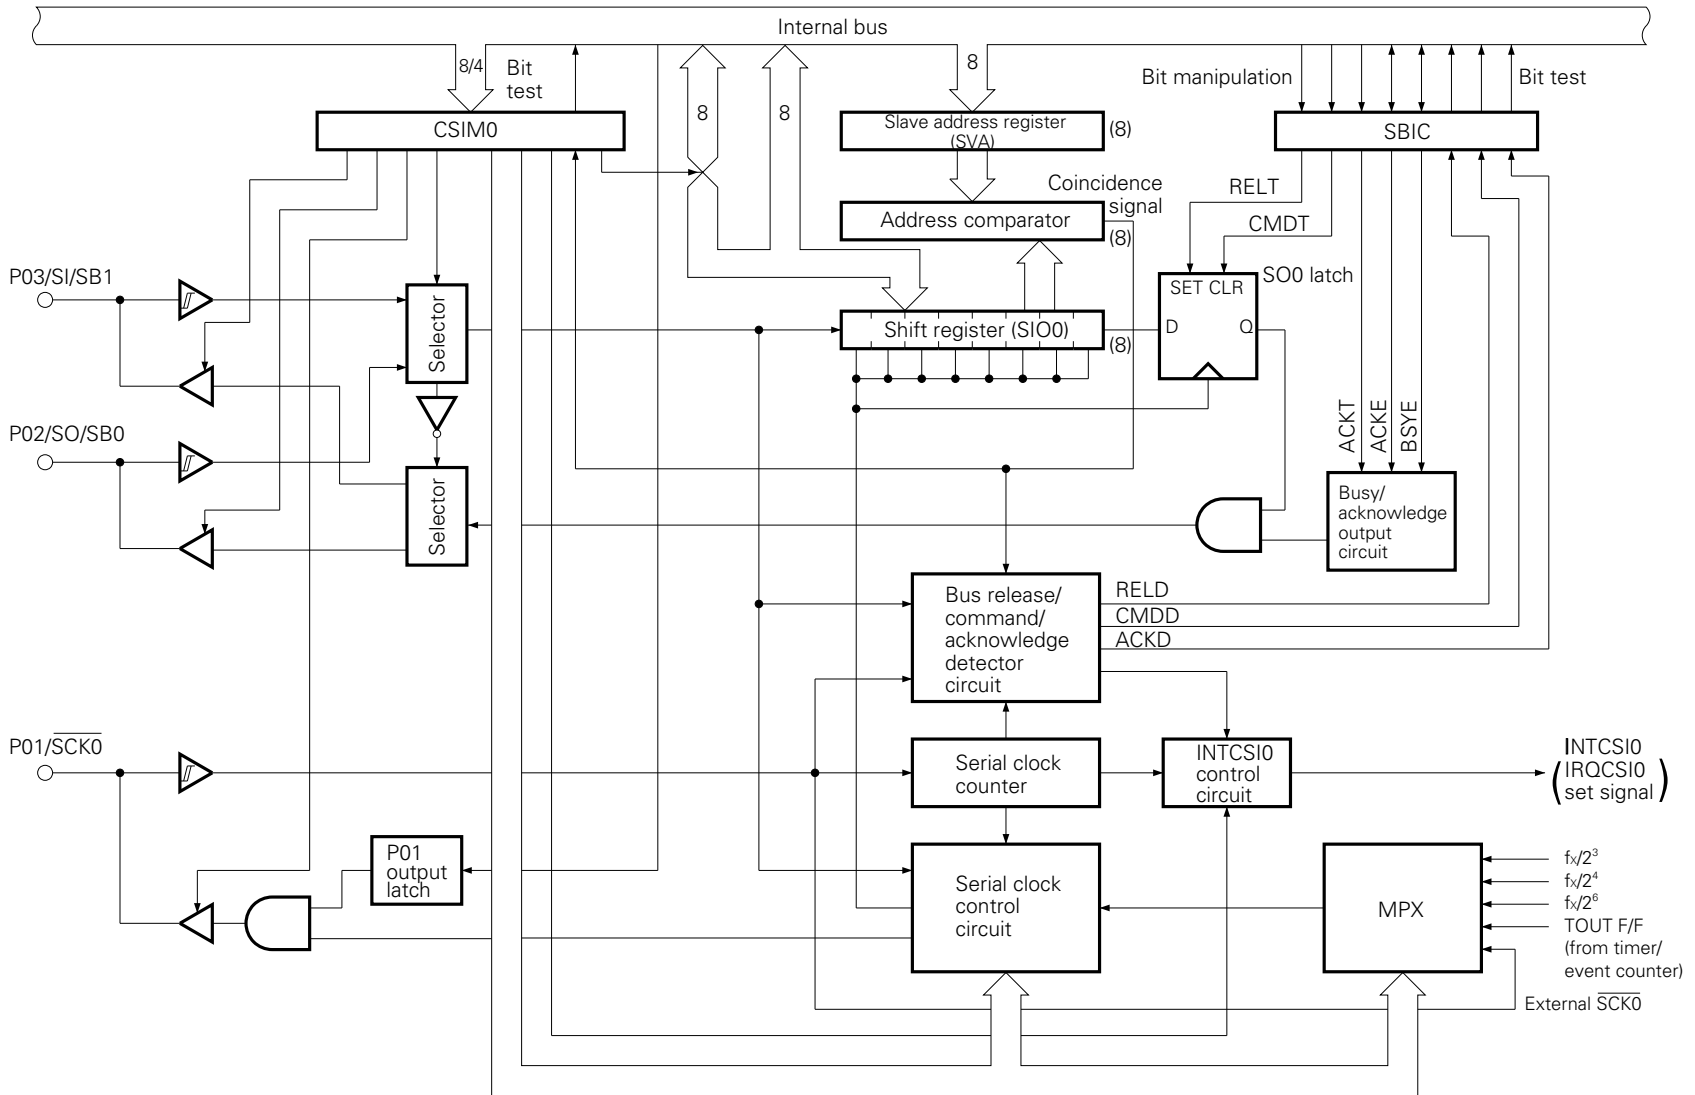 Internal bus
8/4
Bit
test
8
8
8
Bit manipulation
Bit test
CSIM0
Slave address register
(SVA)
(8)
SBIC
Coincidence
signal
RELT
Address comparator
(8)
CMDT
P03/SI/SB1
SO0 latch
SET CLR
Selector
Shift register (SIO0)
(8)
D
Q
ACKT
ACKE
BSYE
P02/SO/SB0
Selector
Busy/
acknowledge
output
circuit
Bus release/
command/
acknowledge
detector
circuit
RELD
CMDD
ACKD
P01/SCK0
Serial clock
counter
INTCSI0
control
circuit
INTCSI0
(IRQCSI0
set signal)
P01
output
latch
Serial clock
control
circuit
MPX
fX/2³
fX/2⁴
fX/2⁶
TOUT F/F
(from timer/
event counter)
External SCK0